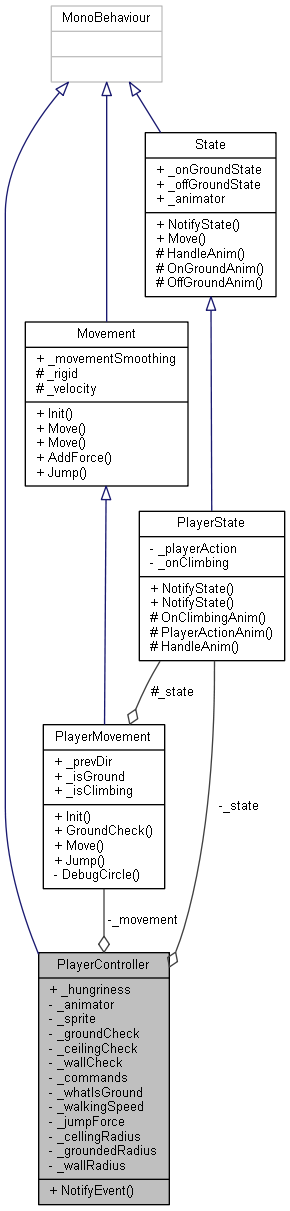 MonoBehaviour
State
+ _onGroundState
+ _offGroundState
+ _animator
+ NotifyState()
+ Move()
# HandleAnim()
# OnGroundAnim()
# OffGroundAnim()
Movement
+ _movementSmoothing
# _rigid
# _velocity
+ Init()
+ Move()
+ Move()
+ AddForce()
+ Jump()
PlayerState
- _playerAction
- _onClimbing
+ NotifyState()
+ NotifyState()
# OnClimbingAnim()
# PlayerActionAnim()
# HandleAnim()
#_state
PlayerMovement
+ _prevDir
+ _isGround
+ _isClimbing
+ Init()
+ GroundCheck()
+ Move()
+ Jump()
- DebugCircle()
-_state
-_movement
PlayerController
+ _hungriness
- _animator
- _sprite
- _groundCheck
- _ceilingCheck
- _wallCheck
- _commands
- _whatIsGround
- _walkingSpeed
- _jumpForce
- _cellingRadius
- _groundedRadius
- _wallRadius
+ NotifyEvent()